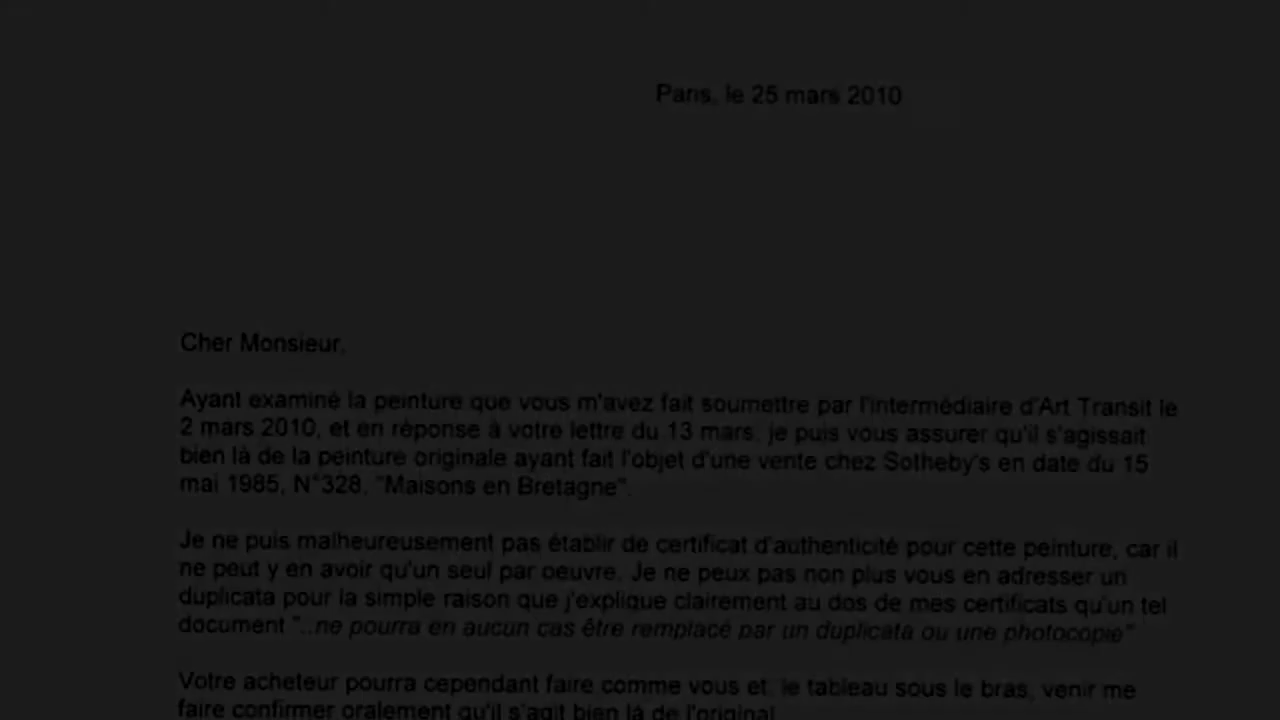 Paris, le 25 mars 2010
Cher Monsieur,
Ayant examiné la peinture que vous m'avez fait soumettre par l'intermédiaire d'Art Transit le
2 mars 2010, et en réponse à votre lettre du 13 mars, je puis vous assurer qu'il s'agissait
bien là de la peinture originale ayant fait l'objet d'une vente chez Sotheby's en date du 15
mai 1985, N°328, "Maisons en Bretagne".
Je ne puis malheureusement pas établir de certificat d'authenticité pour cette peinture, car il
ne peut y en avoir qu'un seul par oeuvre. Je ne peux pas non plus vous en adresser un
duplicata pour la simple raison que j'explique clairement au dos de mes certificats qu'un tel
document "...ne pourra en aucun cas être remplacé par un duplicata ou une photocopie"
Votre acheteur pourra cependant faire comme vous et, le tableau sous le bras, venir me
faire confirmer oralement qu'il s'agit bien là de l'original